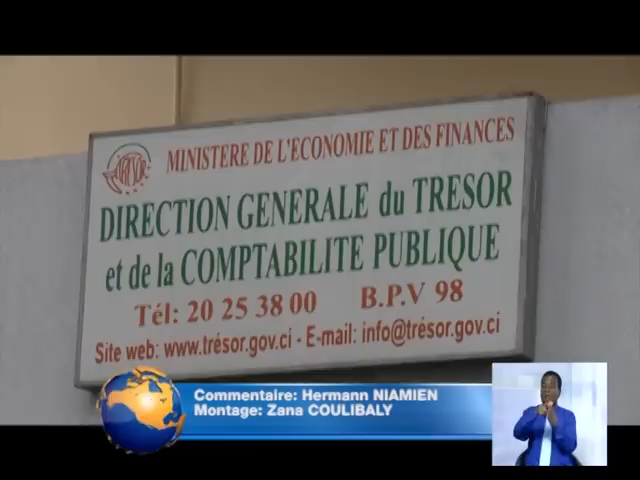 TRESOR
MINISTERE DE L'ECONOMIE ET DES FINANCES
DIRECTION GENERALE du TRESOR
et de la COMPTABILITE PUBLIQUE
Tél: 20 25 38 00 B.P.V 98
Site web: www.trésor.gov.ci - E-mail: info@trésor.gov.ci
Commentaire: Hermann NIAMIEN
Montage: Zana COULIBALY